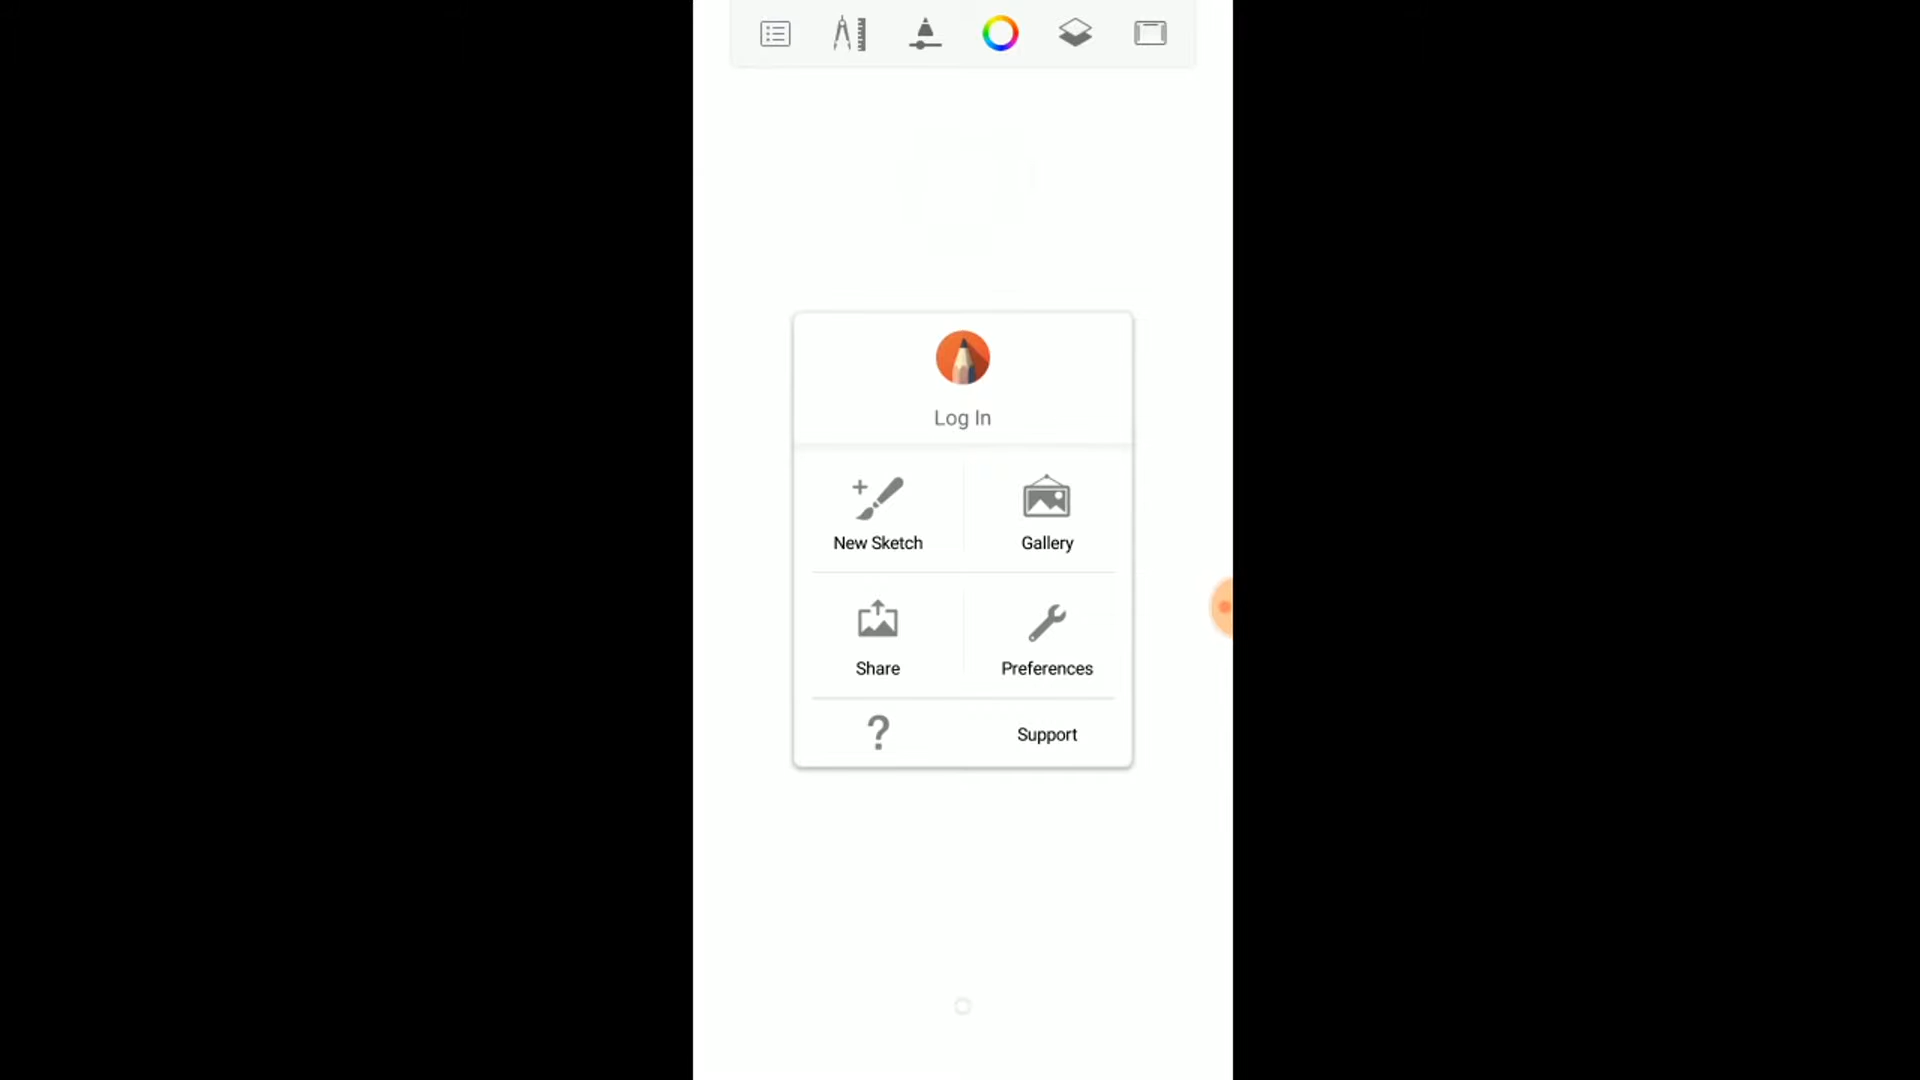 Log In
New Sketch
Gallery
Share
Preferences
?
Support